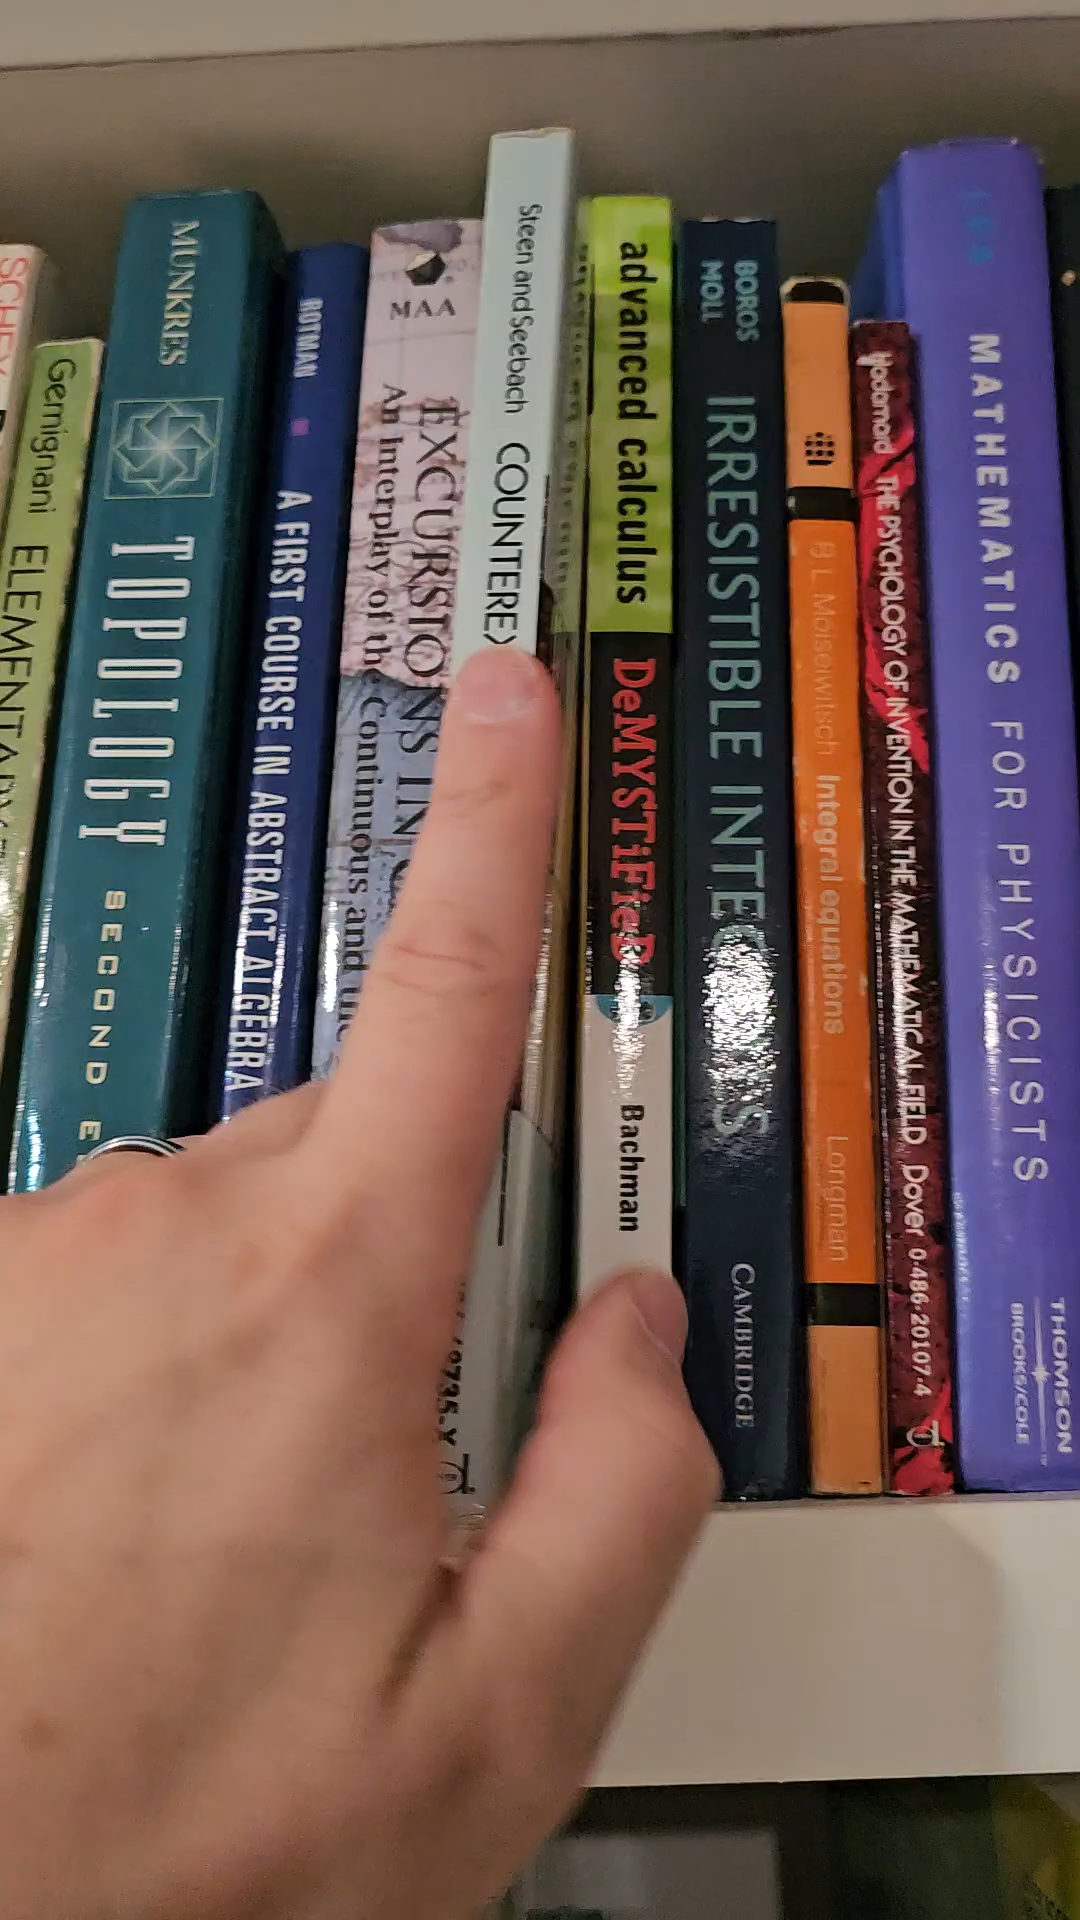 Gemignani ELEMENTARY
MUNKRES
TOPOLOGY
SECOND
ROTMAN
A FIRST COURSE IN ABSTRACT ALGEBRA
MAA
EXCURSIONS IN
An Interplay of the Continuous and the
Steen and Seebach COUNTEREX
advanced calculus
DeMYSTiFieD
Bachman
BOROS
MOLL
IRRESISTIBLE INTEGRALS
CAMBRIDGE
B L Moiseiwitsch Integral equations
Longman
Hadamard THE PSYCHOLOGY OF INVENTION IN THE MATHEMATICAL FIELD Dover 0-486-20107-4
MATHEMATICS FOR PHYSICISTS
THOMSON
BROOKS/COLE